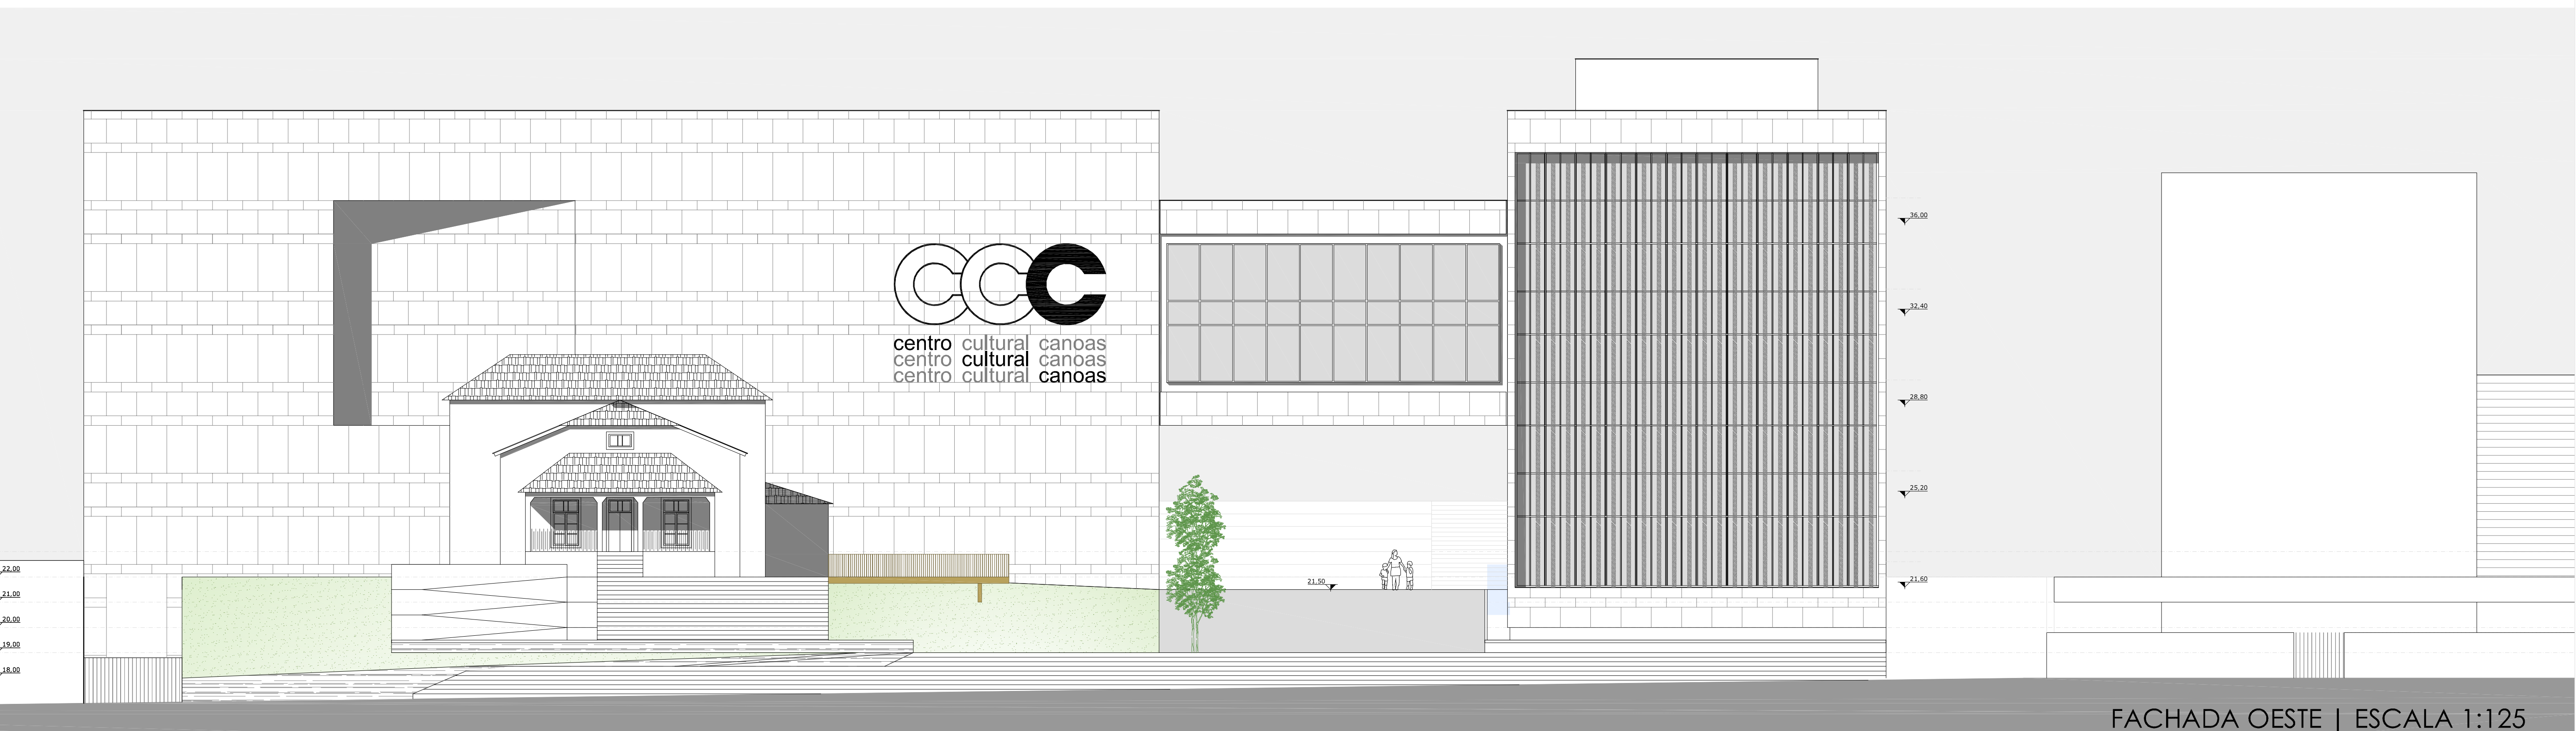 CCC
centro cultural canoas
centro cultural canoas
centro cultural canoas
36,00
32,40
28,80
25,20
21,60
21,50
22,00
21,00
20,00
19,00
18,00
FACHADA OESTE | ESCALA 1:125